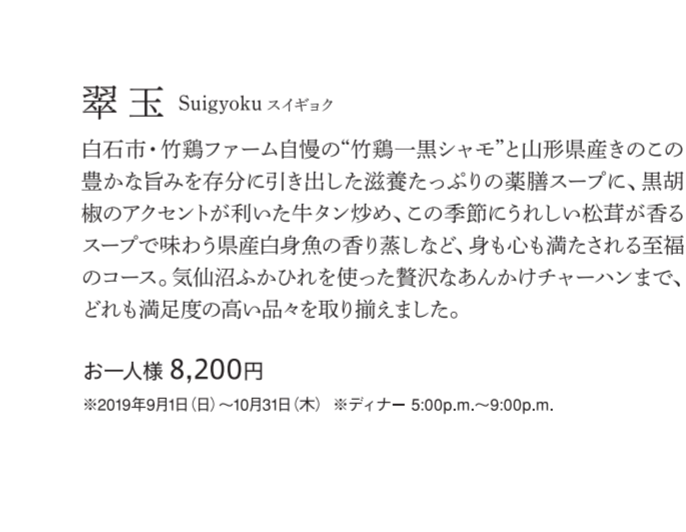 翠玉 Suigyoku スイギョク
白石市・竹鶏ファーム自慢の“竹鶏一黒シャモ”と山形県産きのこの
豊かな旨みを存分に引き出した滋養たっぷりの薬膳スープに、黒胡
椒のアクセントが利いた牛タン炒め、この季節にうれしい松茸が香る
スープで味わう県産白身魚の香り蒸しなど、身も心も満たされる至福
のコース。気仙沼ふかひれを使った贅沢なあんかけチャーハンまで、
どれも満足度の高い品々を取り揃えました。
お一人様 8,200円
※2019年9月1日（日）〜10月31日（木） ※ディナー 5:00p.m.〜9:00p.m.